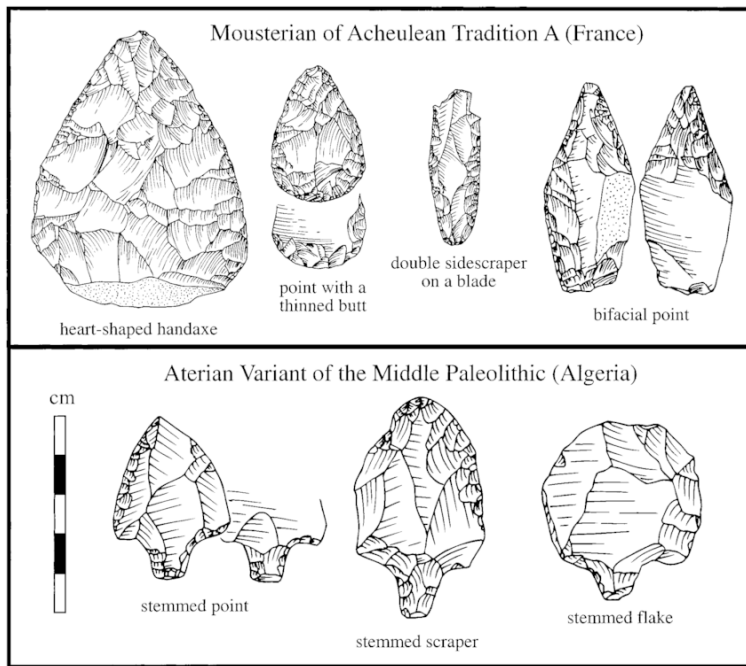 Mousterian of Acheulean Tradition A (France)
heart-shaped handaxe
point with a
thinned butt
double sidescraper
on a blade
bifacial point
Aterian Variant of the Middle Paleolithic (Algeria)
cm
stemmed point
stemmed scraper
stemmed flake